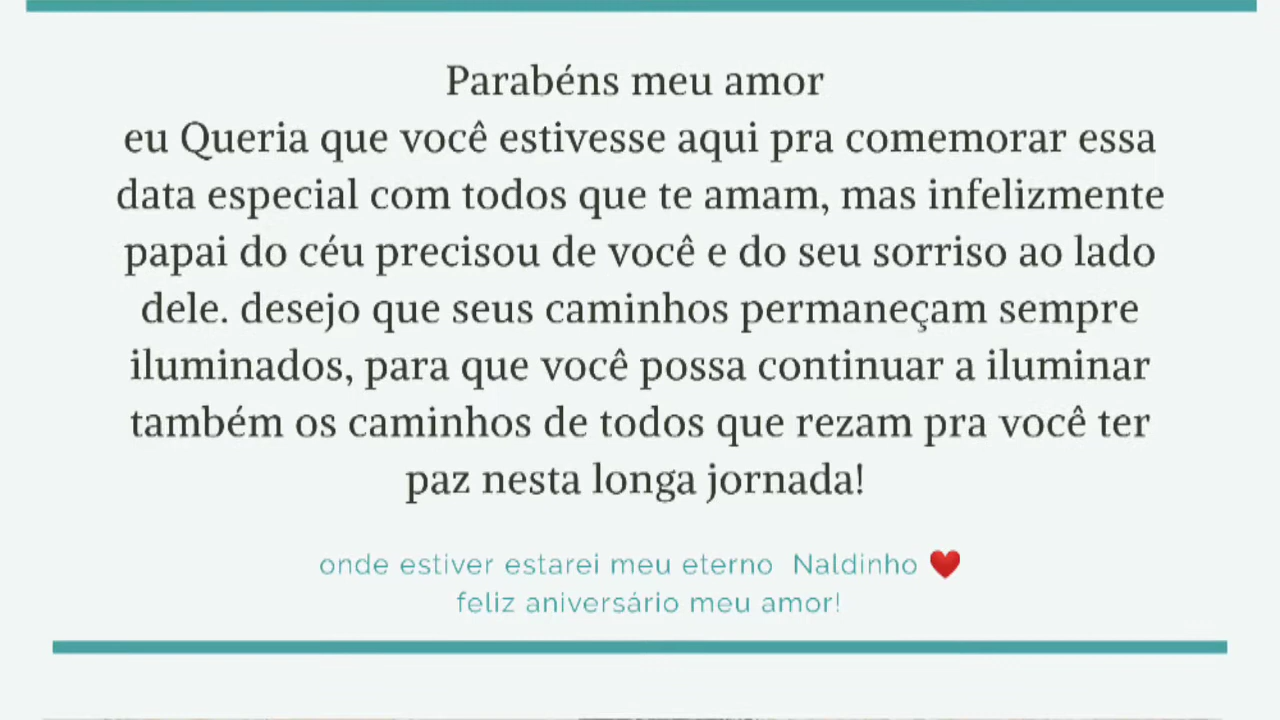 Parabéns meu amor
eu Queria que você estivesse aqui pra comemorar essa
data especial com todos que te amam, mas infelizmente
papai do céu precisou de você e do seu sorriso ao lado
dele. desejo que seus caminhos permaneçam sempre
iluminados, para que você possa continuar a iluminar
também os caminhos de todos que rezam pra você ter
paz nesta longa jornada!
onde estiver estarei meu eterno  Naldinho ❤️
feliz aniversário meu amor!